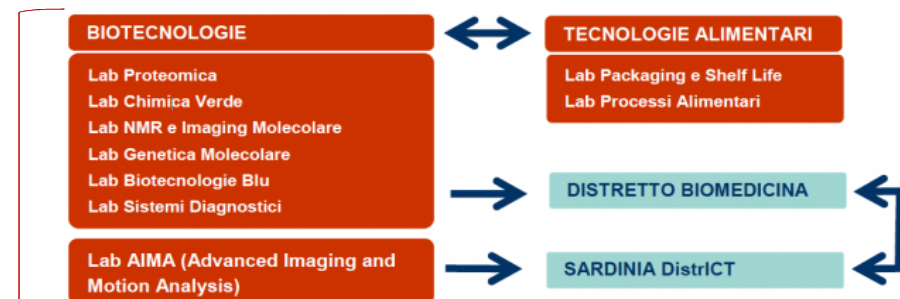 BIOTECNOLOGIE
Lab Proteomica
Lab Chimica Verde
Lab NMR e Imaging Molecolare
Lab Genetica Molecolare
Lab Biotecnologie Blu
Lab Sistemi Diagnostici
Lab AIMA (Advanced Imaging and
Motion Analysis)
TECNOLOGIE ALIMENTARI
Lab Packaging e Shelf Life
Lab Processi Alimentari
DISTRETTO BIOMEDICINA
SARDINIA DistrICT